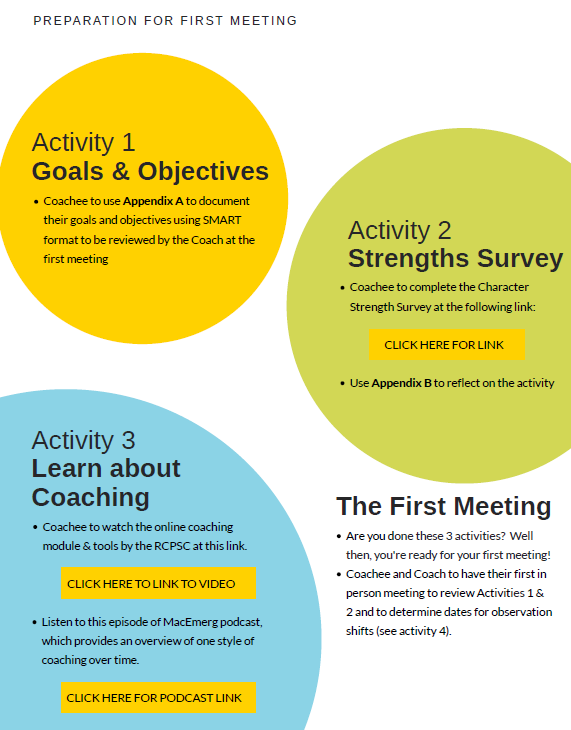 PREPARATION FOR FIRST MEETING
Activity 1
Goals & Objectives
• Coachee to use Appendix A to document
their goals and objectives using SMART
format to be reviewed by the Coach at the
first meeting
Activity 2
Strengths Survey
• Coachee to complete the Character
Strength Survey at the following link:
CLICK HERE FOR LINK
• Use Appendix B to reflect on the activity
Activity 3
Learn about
Coaching
• Coachee to watch the online coaching
module & tools by the RCPSC at this link.
CLICK HERE TO LINK TO VIDEO
• Listen to this episode of MacEmerg podcast,
which provides an overview of one style of
coaching over time.
CLICK HERE FOR PODCAST LINK
The First Meeting
• Are you done these 3 activities? Well
then, you're ready for your first meeting!
• Coachee and Coach to have their first in
person meeting to review Activities 1 &
2 and to determine dates for observation
shifts (see activity 4).